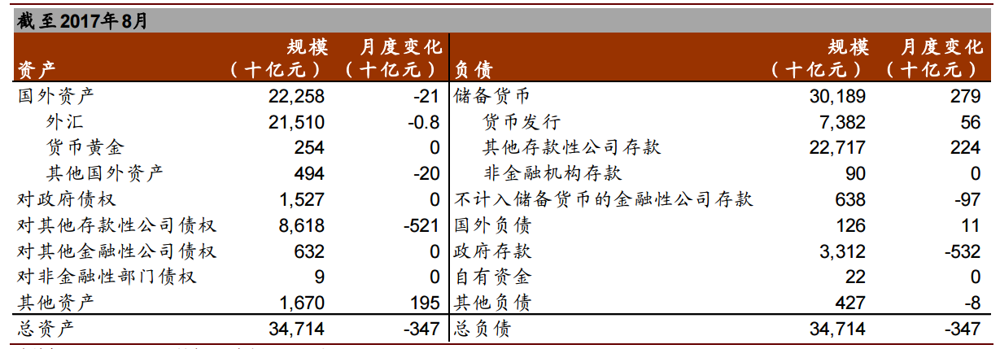 截至2017年8月
规模 月度变化 规模 月度变化
资产 （十亿元） （十亿元） 负债 （十亿元） （十亿元）
国外资产 22,258 -21 储备货币 30,189 279
外汇 21,510 -0.8 货币发行 7,382 56
货币黄金 254 0 其他存款性公司存款 22,717 224
其他国外资产 494 -20 非金融机构存款 90 0
对政府债权 1,527 0 不计入储备货币的金融性公司存款 638 -97
对其他存款性公司债权 8,618 -521 国外负债 126 11
对其他金融性公司债权 632 0 政府存款 3,312 -532
对非金融性部门债权 9 0 自有资金 22 0
其他资产 1,670 195 其他负债 427 -8
总资产 34,714 -347 总负债 34,714 -347